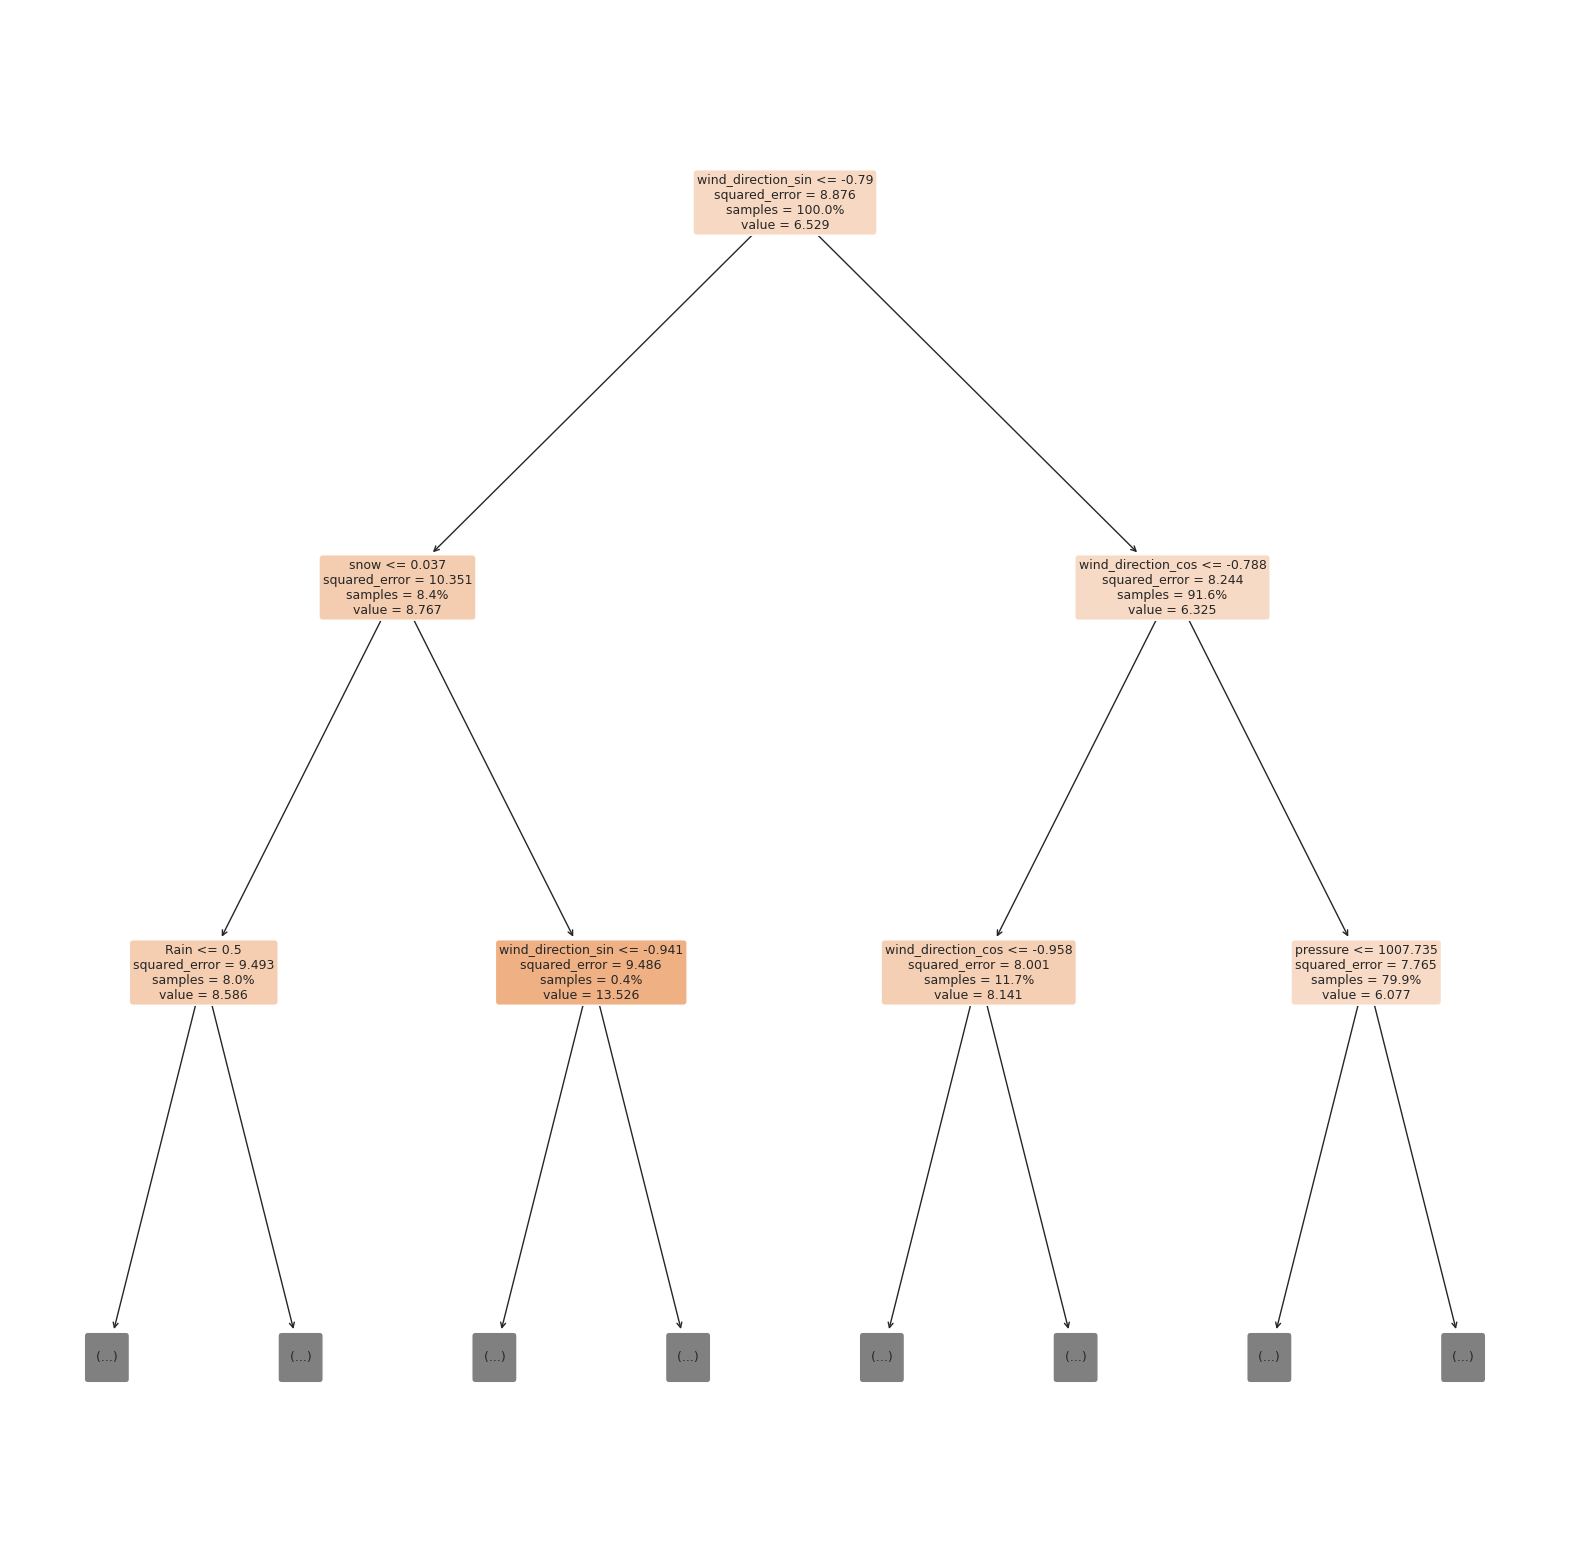 wind_direction_sin <= -0.79
squared_error = 8.876
samples = 100.0%
value = 6.529
snow <= 0.037
squared_error = 10.351
samples = 8.4%
value = 8.767
wind_direction_cos <= -0.788
squared_error = 8.244
samples = 91.6%
value = 6.325
Rain <= 0.5
squared_error = 9.493
samples = 8.0%
value = 8.586
wind_direction_sin <= -0.941
squared_error = 9.486
samples = 0.4%
value = 13.526
wind_direction_cos <= -0.958
squared_error = 8.001
samples = 11.7%
value = 8.141
pressure <= 1007.735
squared_error = 7.765
samples = 79.9%
value = 6.077
(...)
(...)
(...)
(...)
(...)
(...)
(...)
(...)